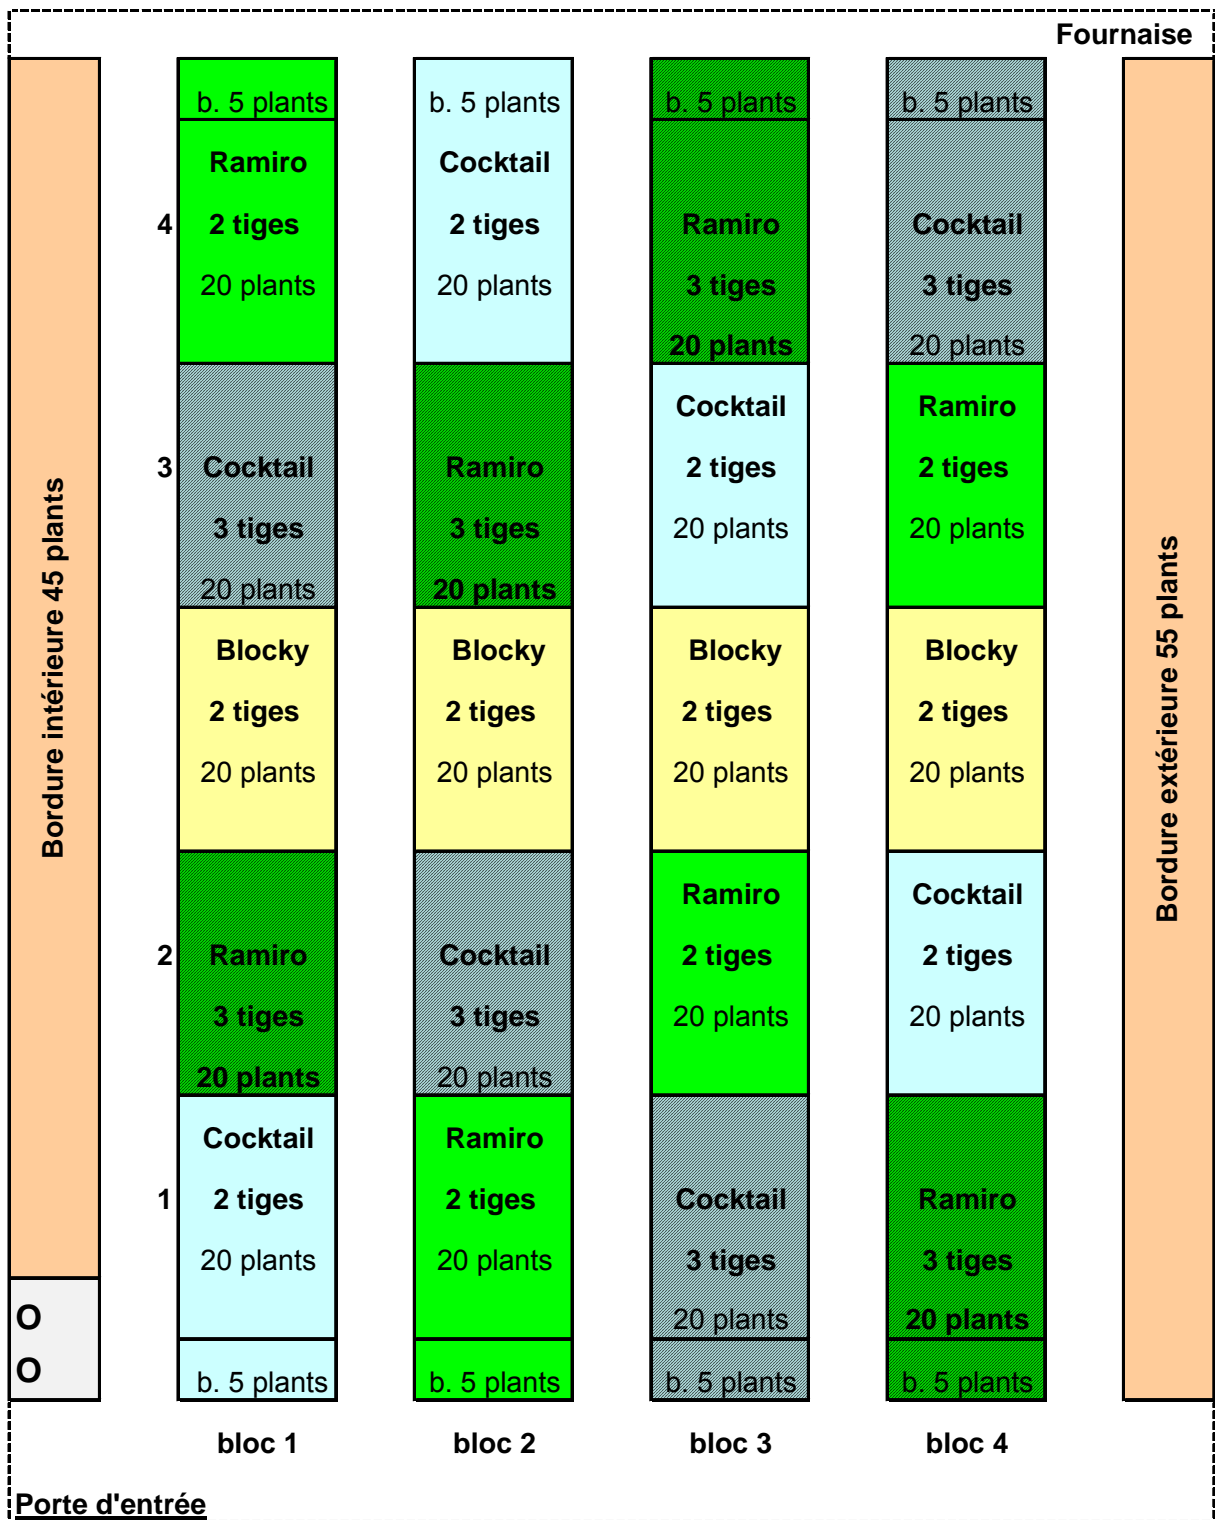 Fournaise
Bordure intérieure 45 plants
4
3
2
1
O
O
b. 5 plants
Ramiro
2 tiges
20 plants
Cocktail
3 tiges
20 plants
Blocky
2 tiges
20 plants
Ramiro
3 tiges
20 plants
Cocktail
2 tiges
20 plants
b. 5 plants
bloc 1
b. 5 plants
Cocktail
2 tiges
20 plants
Ramiro
3 tiges
20 plants
Blocky
2 tiges
20 plants
Cocktail
3 tiges
20 plants
Ramiro
2 tiges
20 plants
b. 5 plants
bloc 2
b. 5 plants
Ramiro
3 tiges
20 plants
Cocktail
2 tiges
20 plants
Blocky
2 tiges
20 plants
Ramiro
2 tiges
20 plants
Cocktail
3 tiges
20 plants
b. 5 plants
bloc 3
b. 5 plants
Cocktail
3 tiges
20 plants
Ramiro
2 tiges
20 plants
Blocky
2 tiges
20 plants
Cocktail
2 tiges
20 plants
Ramiro
3 tiges
20 plants
b. 5 plants
bloc 4
Bordure extérieure 55 plants
Porte d'entrée